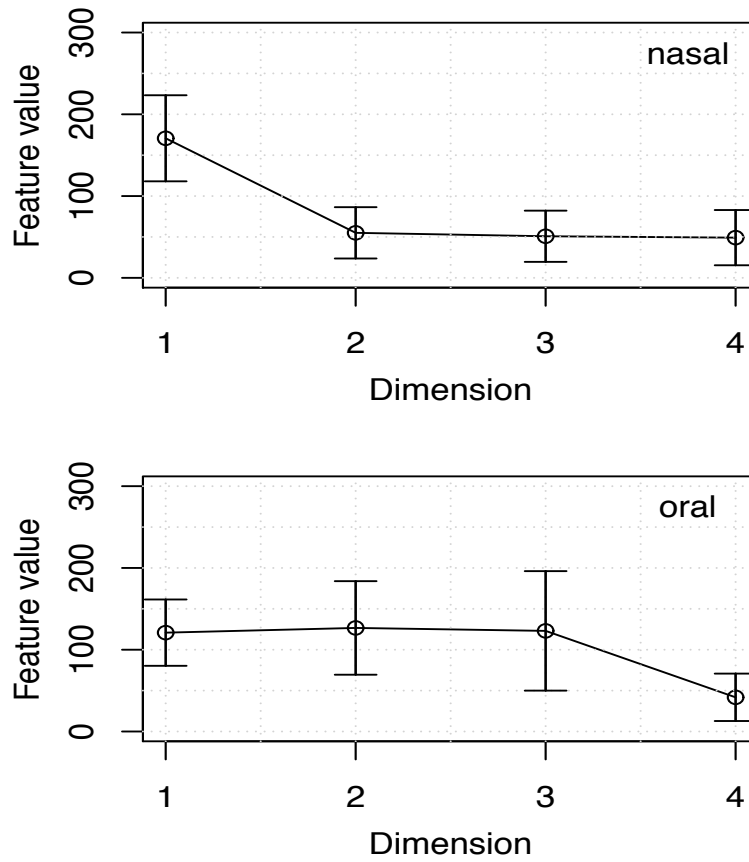 nasal
Feature value
300
200
100
0
1 2 3 4
Dimension
oral
Feature value
300
200
100
0
1 2 3 4
Dimension